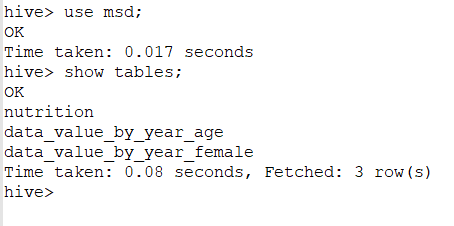 hive> use msd;
OK
Time taken: 0.017 seconds
hive> show tables;
OK
nutrition
data_value_by_year_age
data_value_by_year_female
Time taken: 0.08 seconds, Fetched: 3 row(s)
hive>